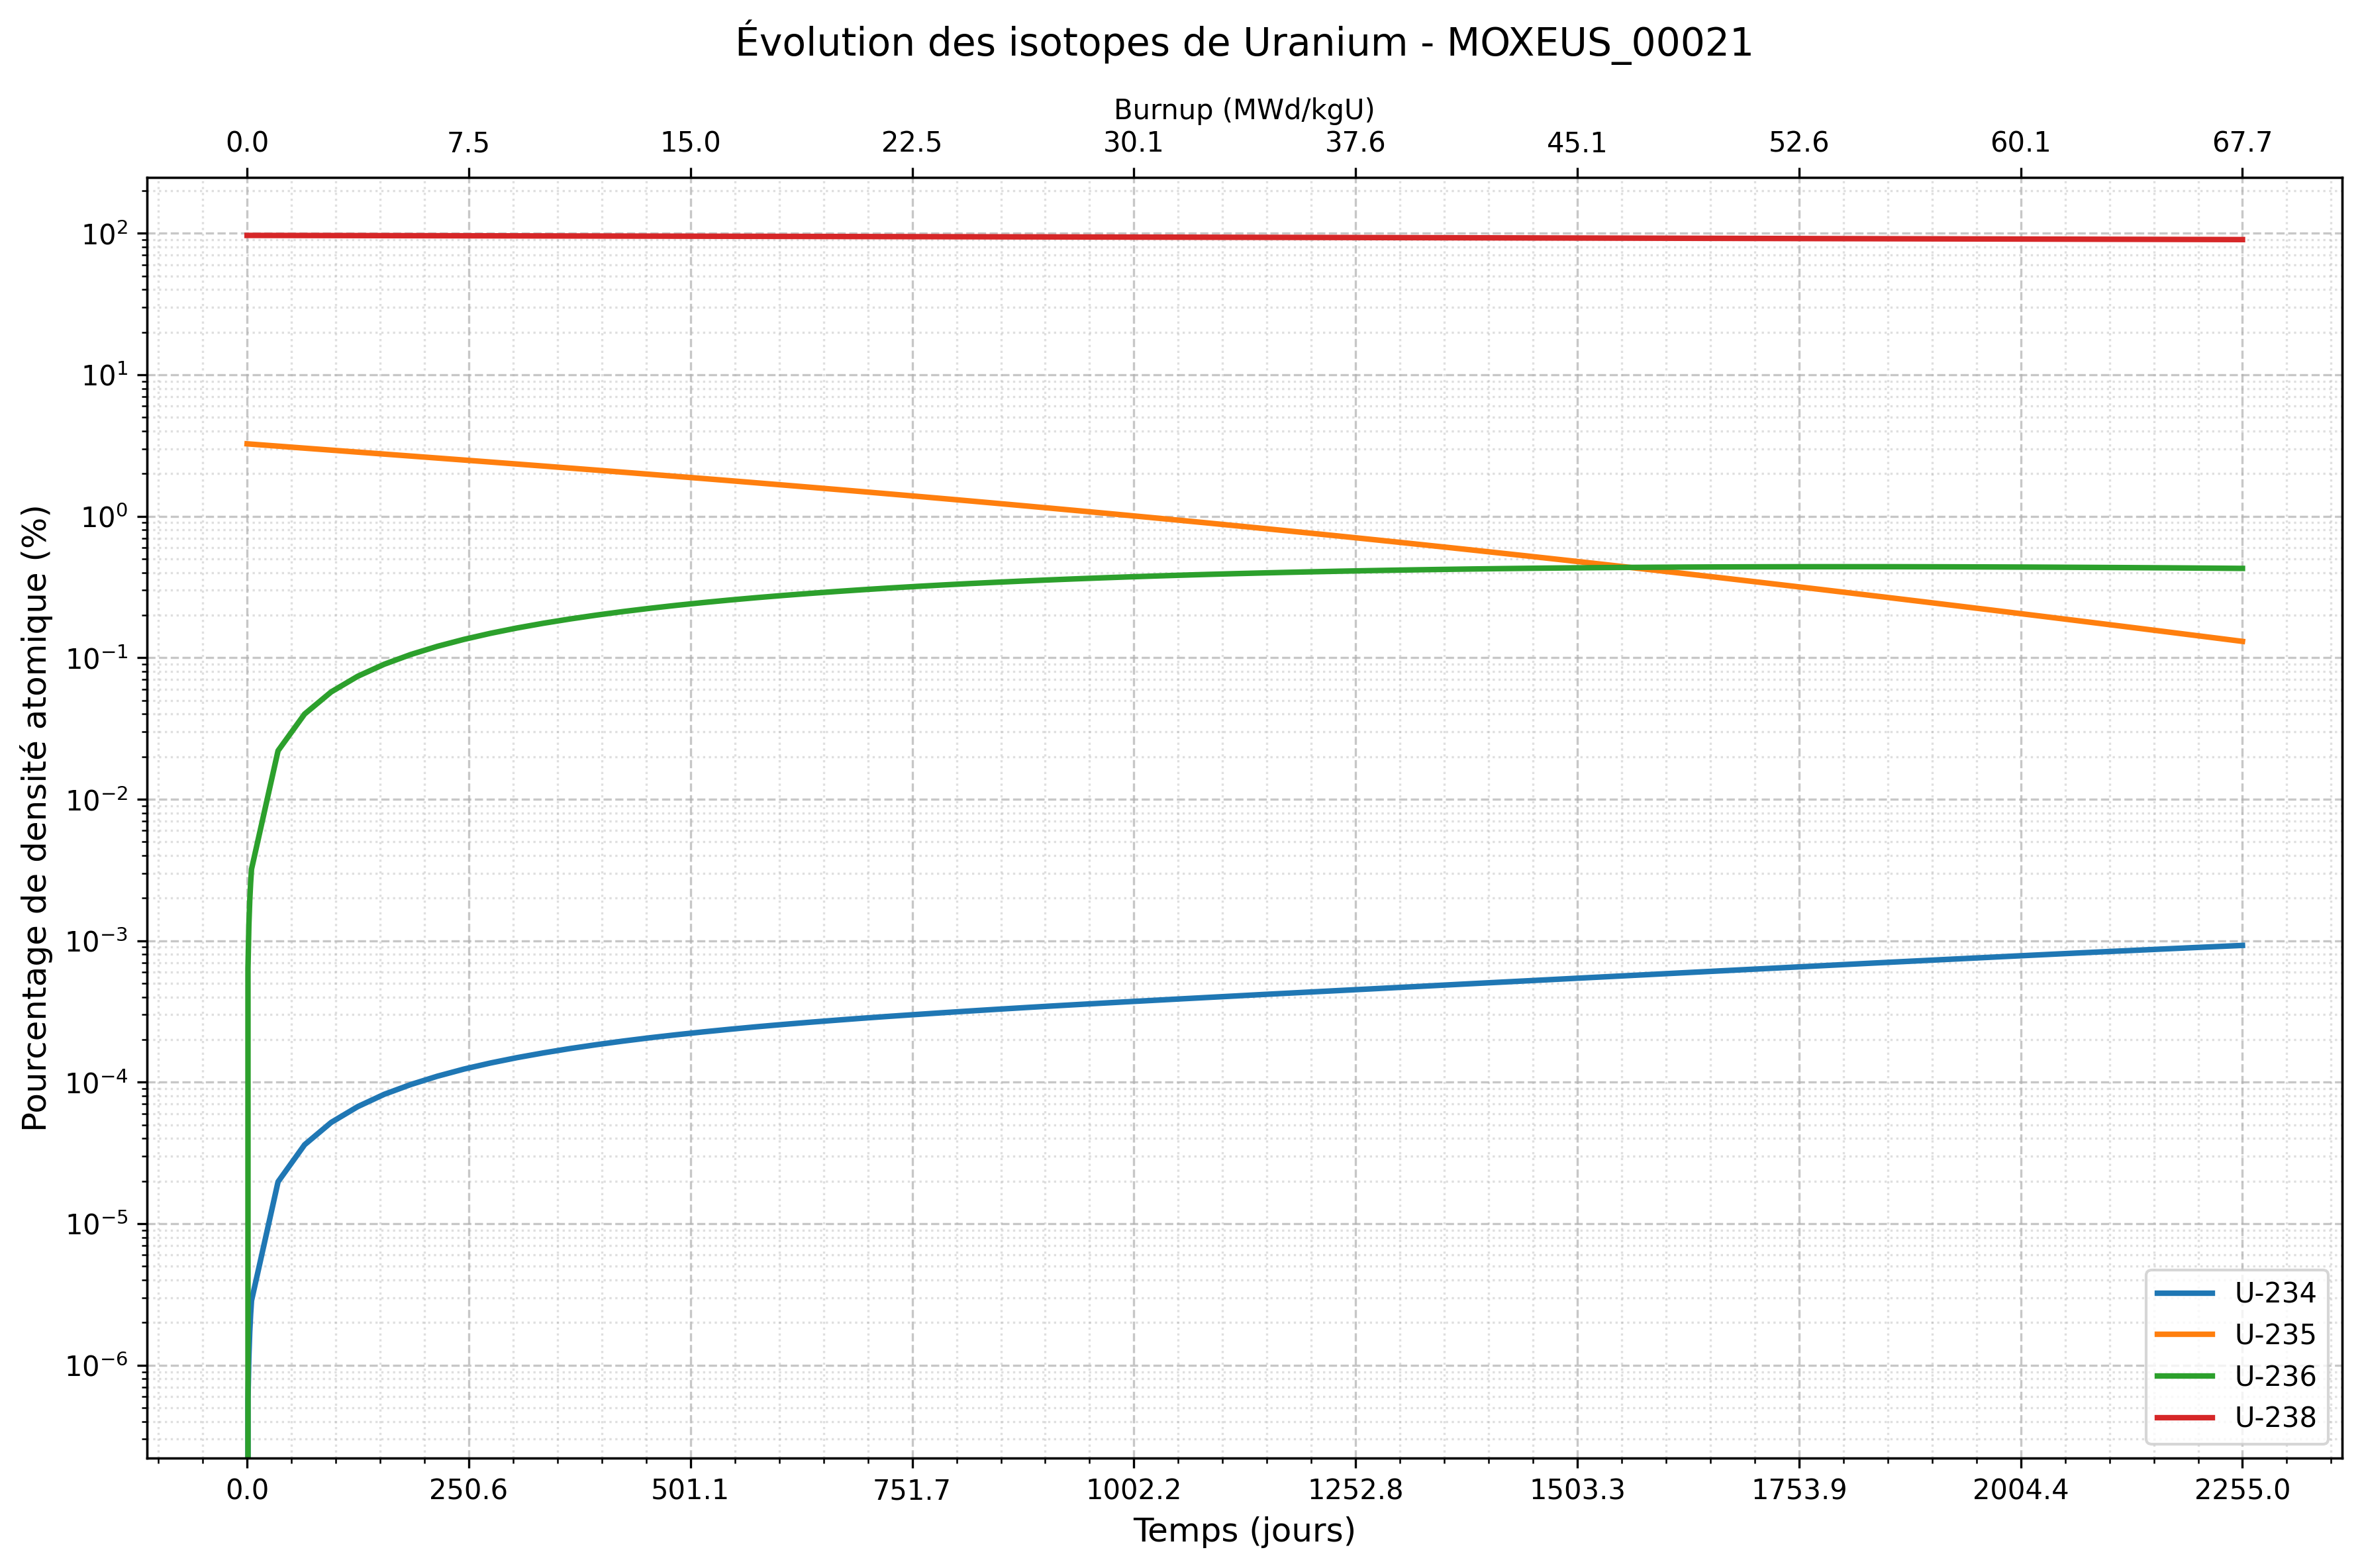 Évolution des isotopes de Uranium - MOXEUS_00021
Burnup (MWd/kgU)
0.0 7.5 15.0 22.5 30.1 37.6 45.1 52.6 60.1 67.7
Pourcentage de densité atomique (%)
10²
10¹
10⁰
10⁻¹
10⁻²
10⁻³
10⁻⁴
10⁻⁵
10⁻⁶
U-234
U-235
U-236
U-238
0.0 250.6 501.1 751.7 1002.2 1252.8 1503.3 1753.9 2004.4 2255.0
Temps (jours)